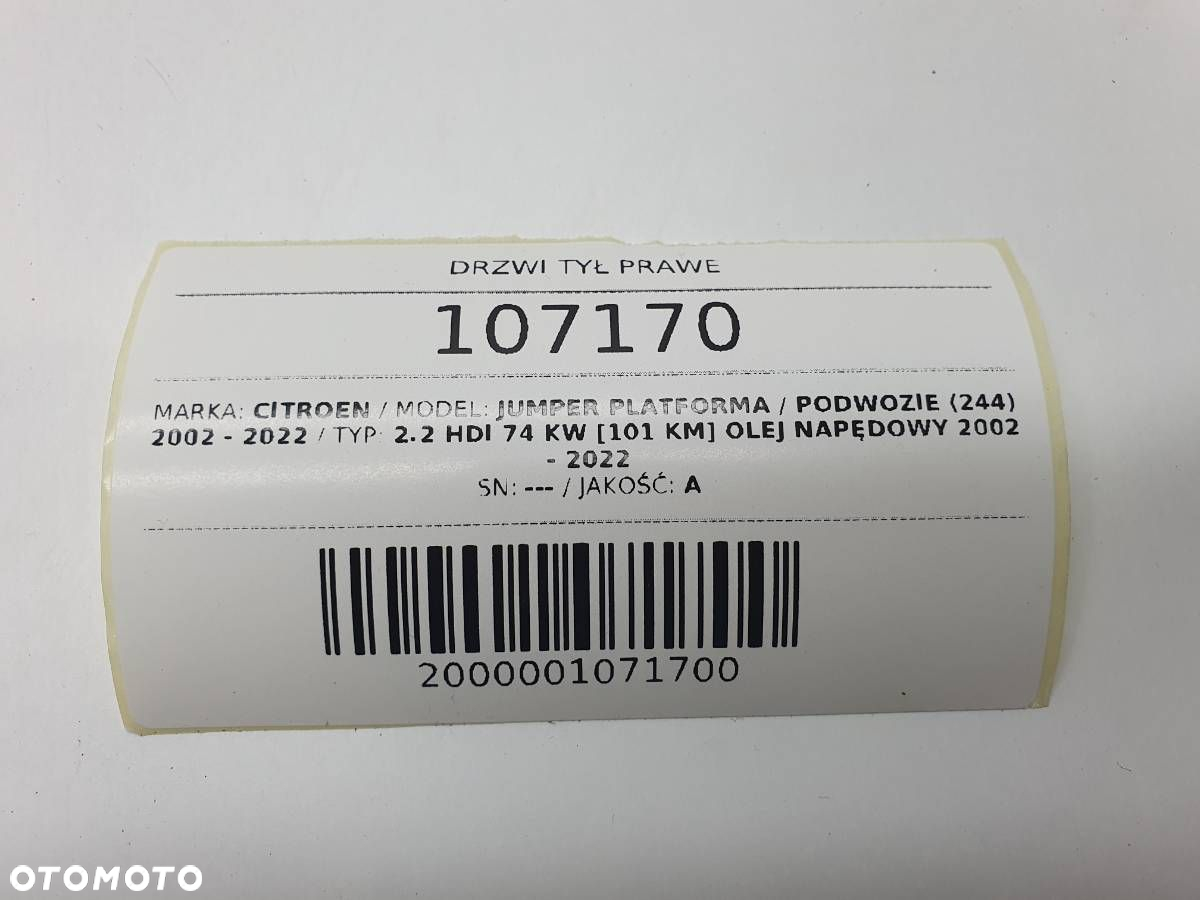 DRZWI TYŁ PRAWE
107170
MARKA: CITROEN / MODEL: JUMPER PLATFORMA / PODWOZIE (244)
2002 - 2022 / TYP: 2.2 HDI 74 KW [101 KM] OLEJ NAPĘDOWY 2002
- 2022
SN: --- / JAKOŚĆ: A
2000001071700
OTOMOTO